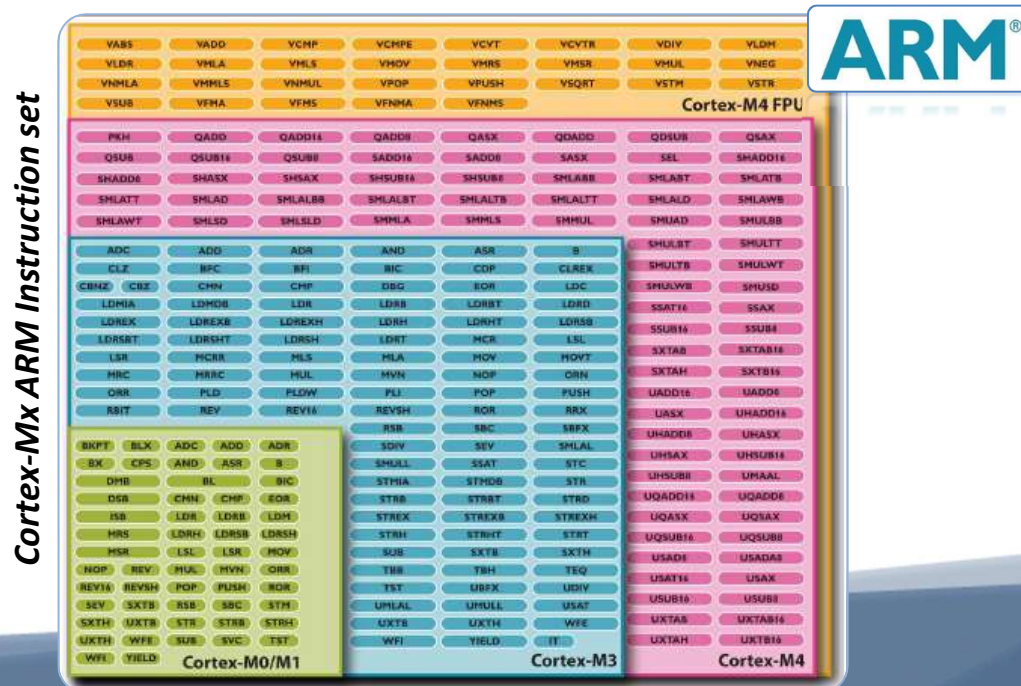 Cortex-Mx ARM Instruction set
ARM®
VABS VADD VCMP VCMPE VCVT VCVTR VDIV VLDM
VLDR VMLA VMLS VMOV VMRS VMSR VMUL VNEG
VNMLA VMMLS VNMUL VPOP VPUSH VSQRT VSTM VSTR
VSUB VFMA VFMS VFNMA VFNMS
Cortex-M4 FPU
PKH QADD QADD16 QADD8 QASX QDADD QDSUB QSAX
QSUB QSUB16 QSUB8 SADD16 SADD8 SASX SEL SHADD16
SHADD8 SHASX SHSAX SHSUB16 SHSUB8 SMLABB SMLABT SMLATB
SMLATT SMLAD SMLALBB SMLALBT SMLALTB SMLALTT SMLALD SMLAWB
SMLAWT SMLSD SMLSLD SMMLA SMMLS SMMUL SMUAD SMULBB
ADC ADD ADR AND ASR B SMULBT SMULTT
CLZ BFC BFI BIC CDP CLREX SMULTB SMULWT
CBNZ CBZ CMN CMP DBG EOR LDC SMULWB SMUSD
LDMIA LDMDB LDR LDRB LDRBT LDRD SSAT16 SSAX
LDREX LDREXB LDREXH LDRH LDRHT LDRSB SSUB16 SSUB8
LDRSBT LDRSHT LDRSH LDRT MCR LSL SXTAB SXTAB16
LSR MCRR MLS MLA MOV MOVT SXTAH SXTB16
MRC MRRC MUL MVN NOP ORN UADD16 UADD8
ORR PLD PLDW PLI POP PUSH UASX UHADD16
RBIT REV REV16 REVSH ROR RRX UHADD8 UHASX
RSB SBC SBFX UHSAX UHSUB16
BKPT BLX ADC ADD ADR SDIV SEV SMLAL UHSUB8 UMAAL
BX CPS AND ASR B SMULL SSAT STC UQADD16 UQADD8
DMB BL BIC STMIA STMDB STR UQASX UQSAX
DSB CMN CMP EOR STRB STRBT STRD UQSUB16 UQSUB8
ISB LDR LDRB LDM STREX STREXB STREXH USAD8 USADA8
MRS LDRH LDRSB LDRSH STRH STRHT STRT USAT16 USAX
MSR LSL LSR MOV SUB SXTB SXTH USUB16 USUB8
NOP REV MUL MVN ORR TBB TBH TEQ UXTAB UXTAB16
REV16 REVSH POP PUSH ROR TST UBFX UDIV UXTAH UXTB16
SEV SXTB RSB SBC STM UMLAL UMULL USAT
SXTH UXTB STR STRB STRH UXTB UXTH WFE
UXTH WFE SUB SVC TST WFI YIELD IT
WFI YIELD
Cortex-M0/M1
Cortex-M3
Cortex-M4